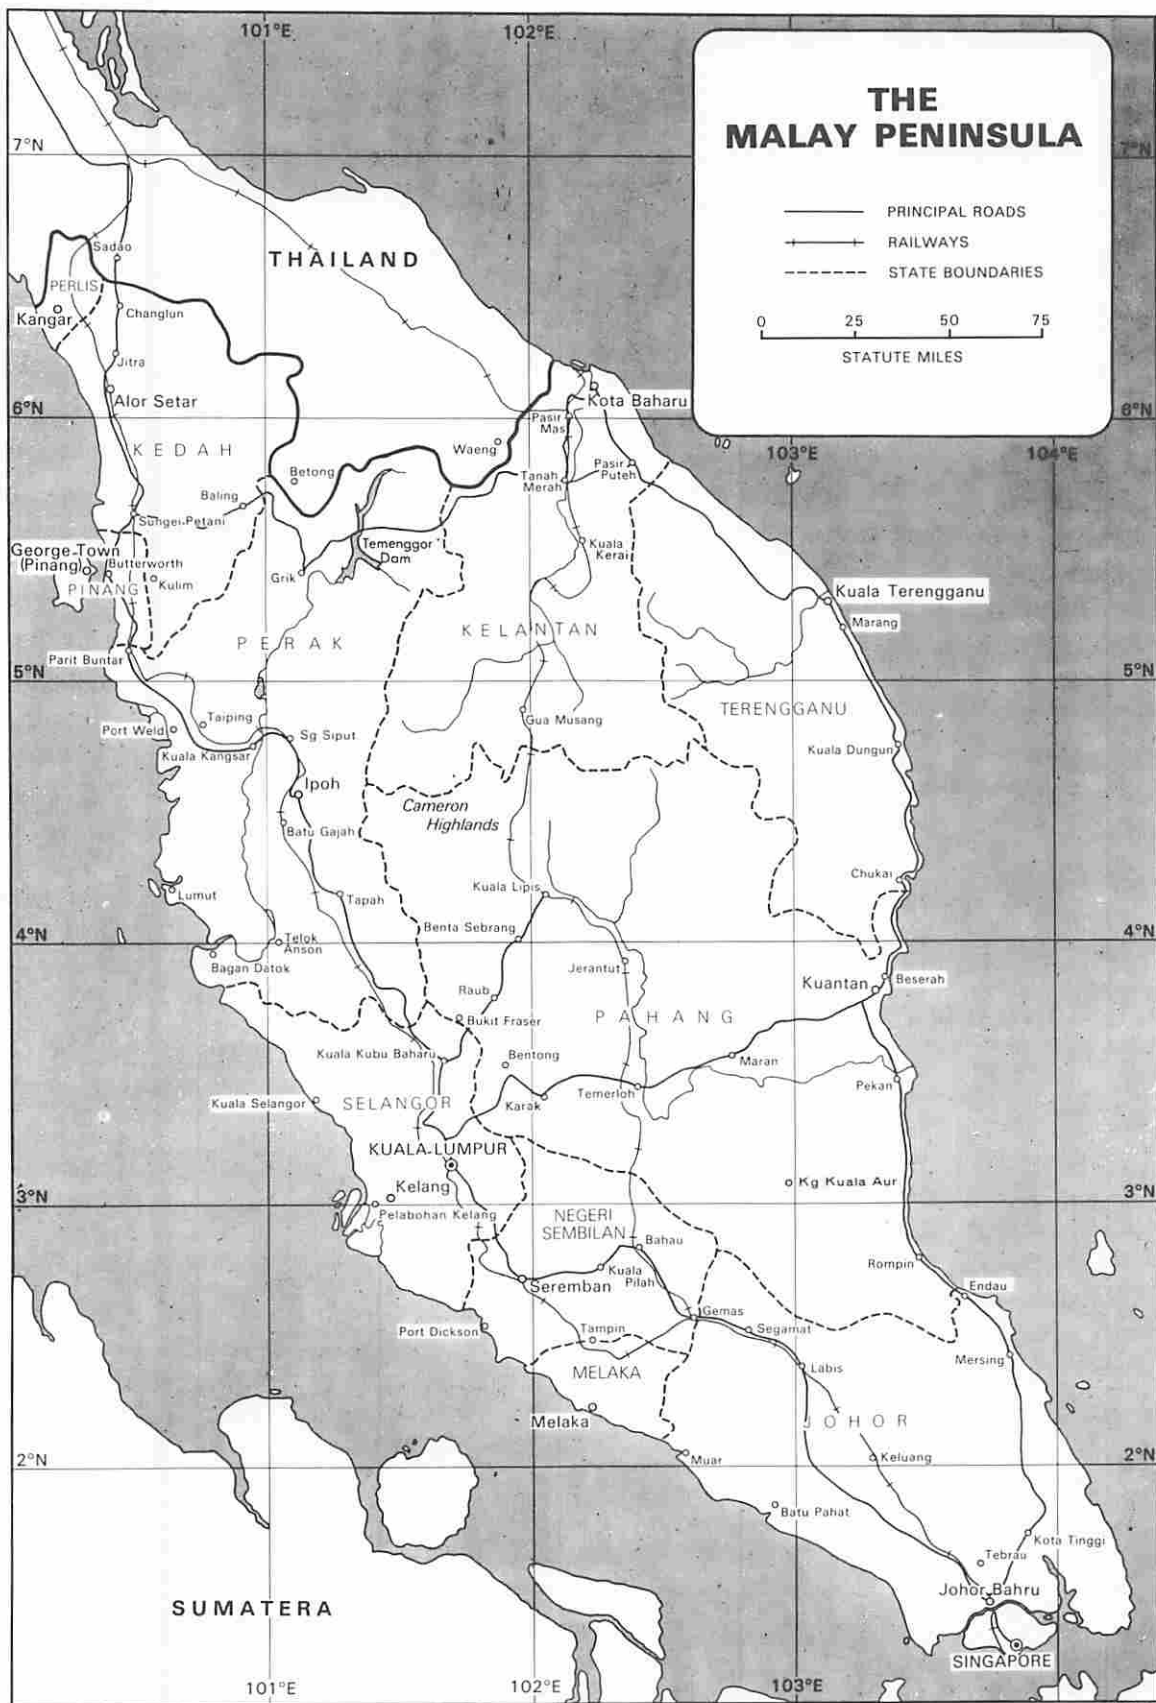 101°E
102°E
THE
MALAY PENINSULA
PRINCIPAL ROADS
RAILWAYS
STATE BOUNDARIES
0 25 50 75
STATUTE MILES
7°N
7°N
Sadao
THAILAND
PERLIS
Kangar
Changlun
Jitra
Alor Setar
Kota Baharu
6°N
6°N
Pasir
Mas
103°E
104°E
KEDAH
Waeng
Betong
Tanah
Merah
Pasir
Puteh
Baling
Sungei Petani
George Town
(Pinang)
Butterworth
Temenggor
Dam
Kuala
Kerai
Grik
Kulim
PINANG
Kuala Terengganu
Marang
KELANTAN
PERAK
Parit Buntar
5°N
5°N
Taiping
Port Weld
Gua Musang
TERENGGANU
Sg Siput
Kuala Kangsar
Kuala Dungun
Ipoh
Cameron
Highlands
Batu Gajah
Chukai
Lumut
Tapah
Kuala Lipis
Benta Sebrang
4°N
4°N
Telok
Anson
Bagan Datok
Jerantut
Kuantan
Beserah
Raub
Bukit Fraser
PAHANG
Kuala Kubu Baharu
Bentong
Maran
Temerloh
Pekan
Kuala Selangor
SELANGOR
Karak
KUALA LUMPUR
Kelang
Kg Kuala Aur
3°N
3°N
Pelabohan Kelang
NEGERI
SEMBILAN
Bahau
Rompin
Kuala
Pilah
Seremban
Endau
Gemas
Port Dickson
Tampin
Segamat
Mersing
Labis
MELAKA
Melaka
JOHOR
2°N
2°N
Muar
Keluang
Batu Pahat
Kota Tinggi
Tebrau
Johor Bahru
SUMATERA
SINGAPORE
101°E
102°E
103°E